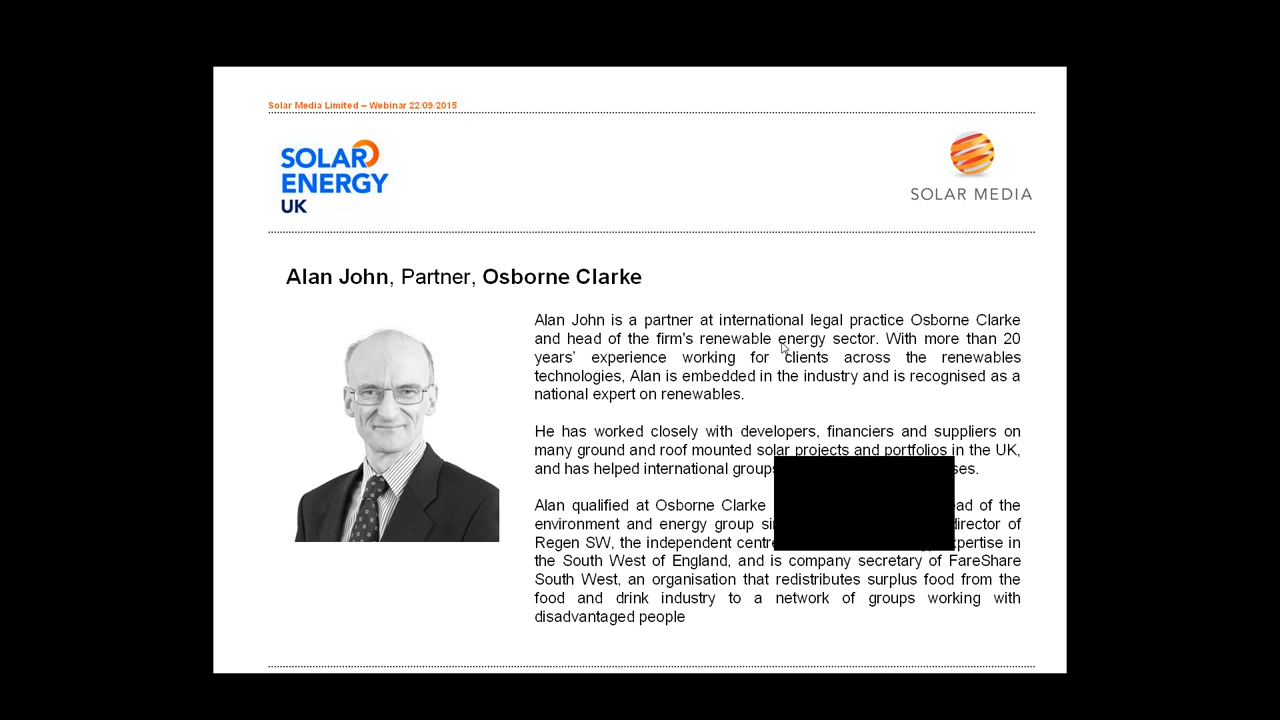 Solar Media Limited – Webinar 22/09/2015
SOLAR
ENERGY
UK
SOLAR MEDIA
Alan John, Partner, Osborne Clarke
Alan John is a partner at international legal practice Osborne Clarke
and head of the firm's renewable energy sector. With more than 20
years' experience working for clients across the renewables
technologies, Alan is embedded in the industry and is recognised as a
national expert on renewables.
He has worked closely with developers, financiers and suppliers on
many ground and roof mounted solar projects and portfolios in the UK,
and has helped international groups
Alan qualified at Osborne Clarke of the
environment and energy group director of
Regen SW, the independent centre expertise in
the South West of England, and is company secretary of FareShare
South West, an organisation that redistributes surplus food from the
food and drink industry to a network of groups working with
disadvantaged people